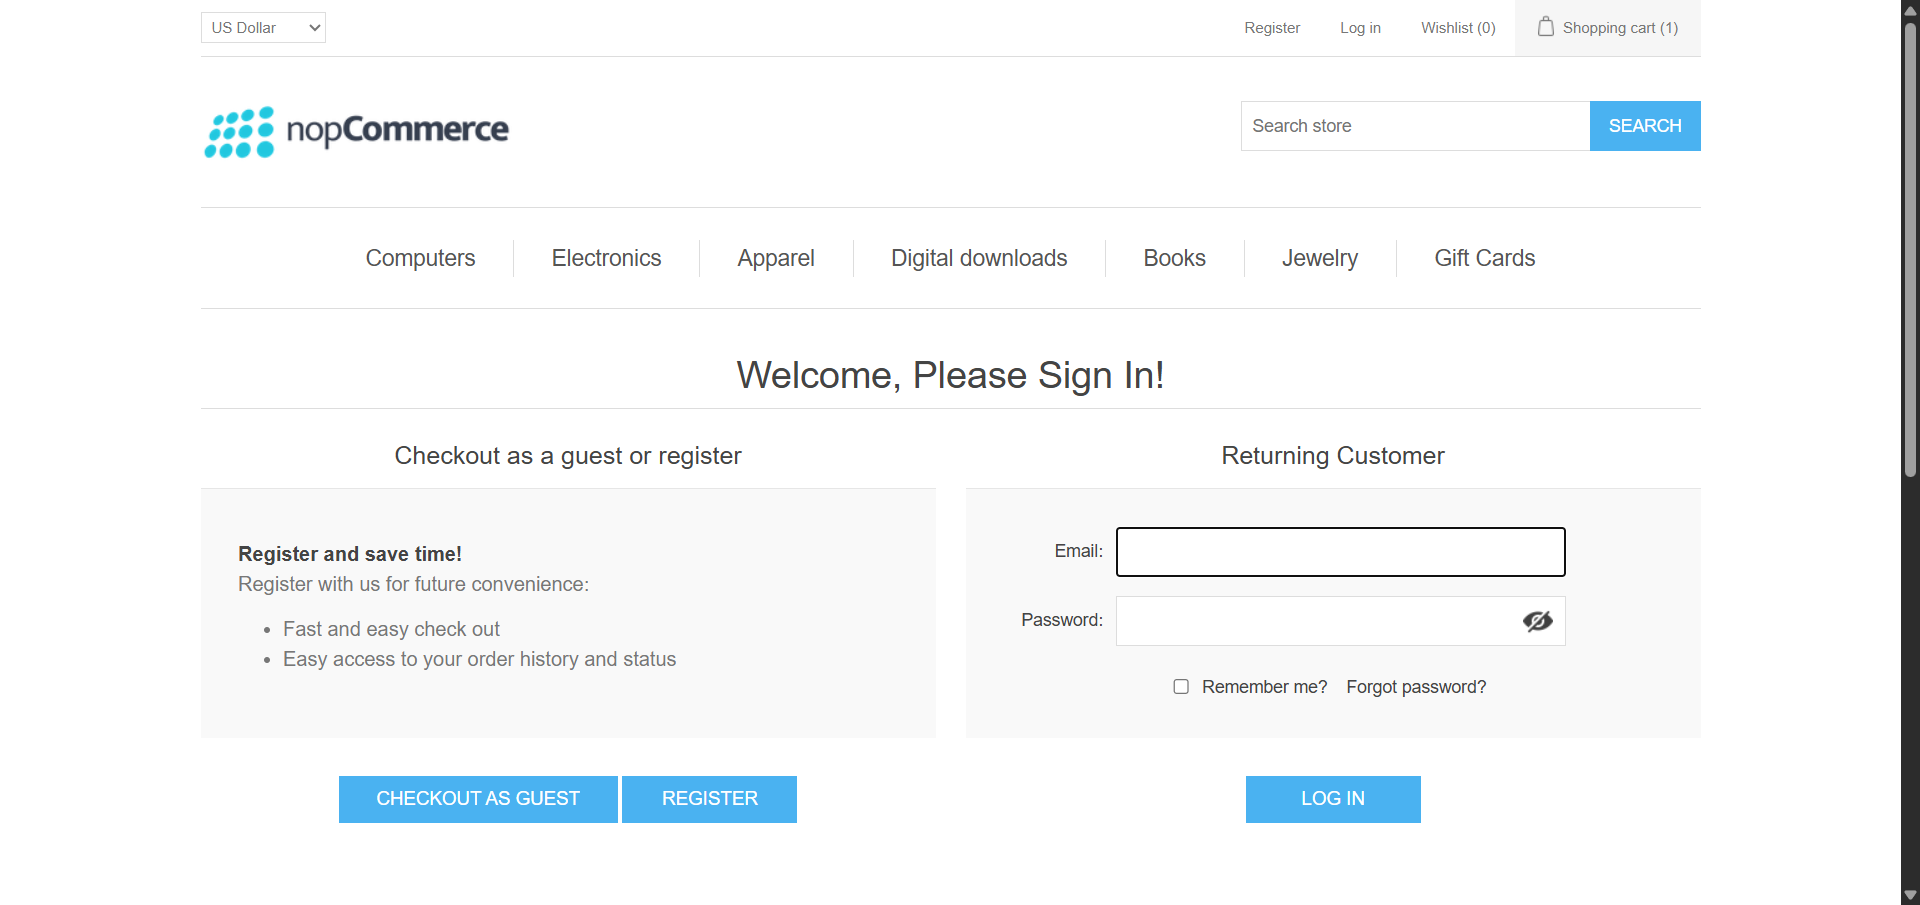 US Dollar
Register
Log in
Wishlist (0)
Shopping cart (1)
nopCommerce
Search store
SEARCH
Computers
Electronics
Apparel
Digital downloads
Books
Jewelry
Gift Cards
Welcome, Please Sign In!
Checkout as a guest or register
Register and save time!
Register with us for future convenience:
Fast and easy check out
Easy access to your order history and status
CHECKOUT AS GUEST
REGISTER
Returning Customer
Email:
Password:
Remember me?
Forgot password?
LOG IN